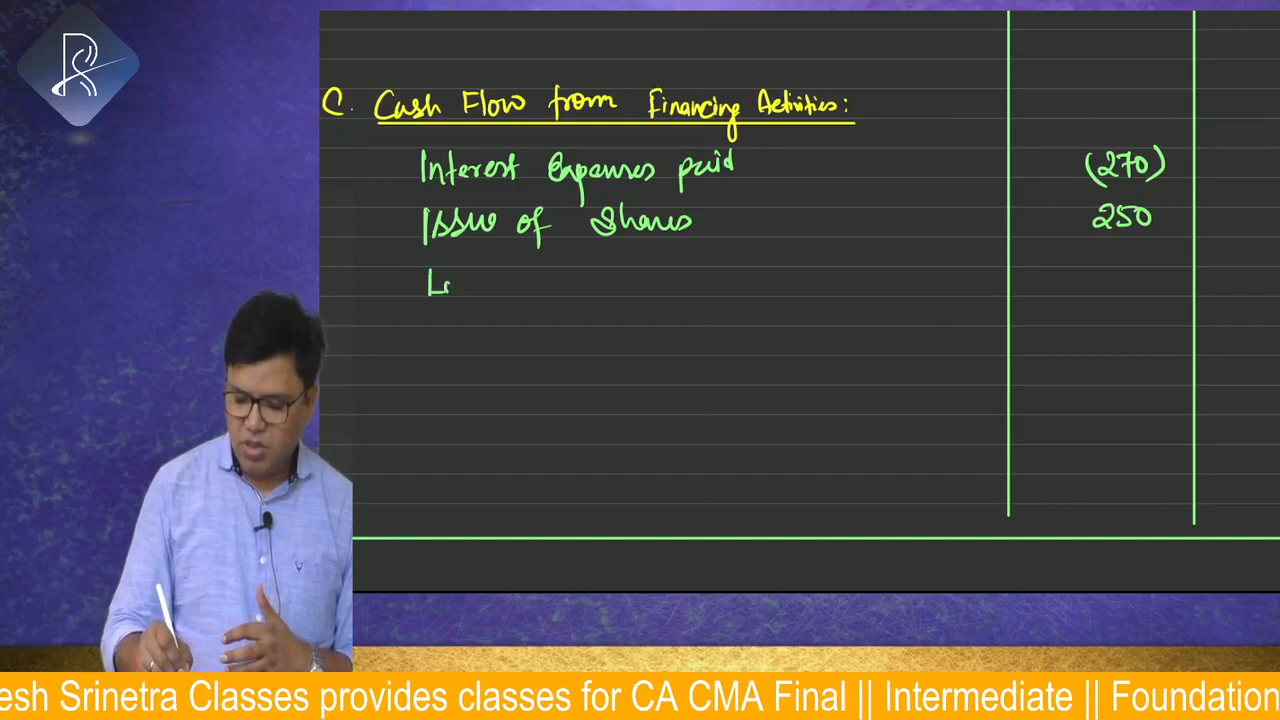 C. Cash Flow from Financing Activities:
Interest Expenses paid (270)
Issue of Shares 250
esh Srinetra Classes provides classes for CA CMA Final || Intermediate || Foundation